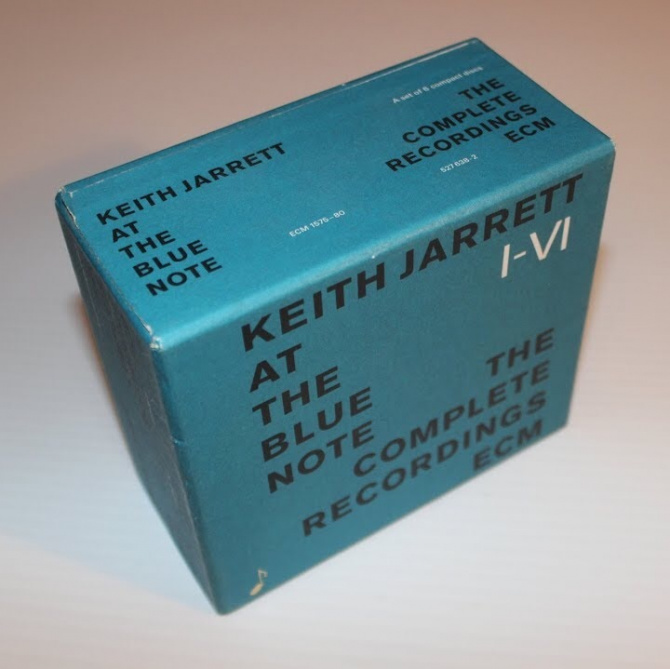 A set of 6 compact discs
KEITH JARRETT
AT
THE
BLUE
NOTE
THE
COMPLETE
RECORDINGS
ECM
ECM 1575–80
527 638-2
KEITH JARRETT
I-VI
AT
THE
BLUE
NOTE
THE
COMPLETE
RECORDINGS
ECM